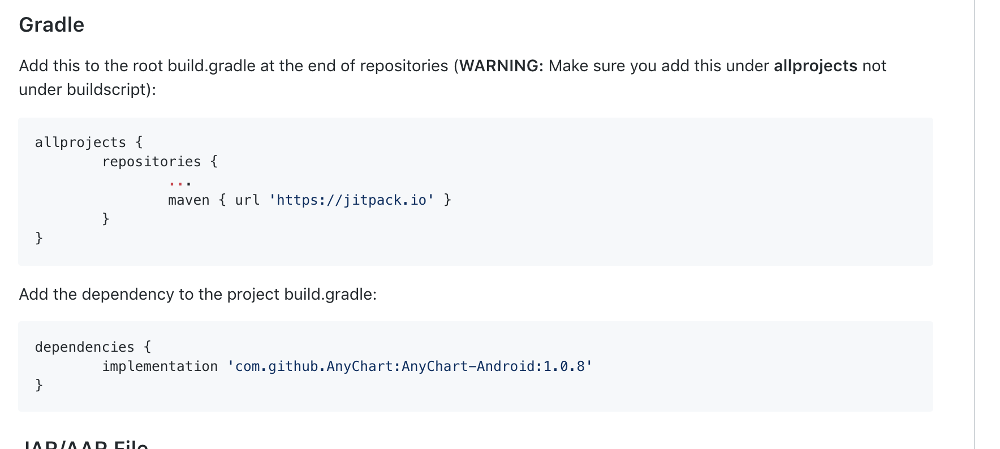 Gradle
Add this to the root build.gradle at the end of repositories (WARNING: Make sure you add this under allprojects not
under buildscript):
allprojects {
        repositories {
                ...
                maven { url 'https://jitpack.io' }
        }
}
Add the dependency to the project build.gradle:
dependencies {
        implementation 'com.github.AnyChart:AnyChart-Android:1.0.8'
}
JAR/AAR File